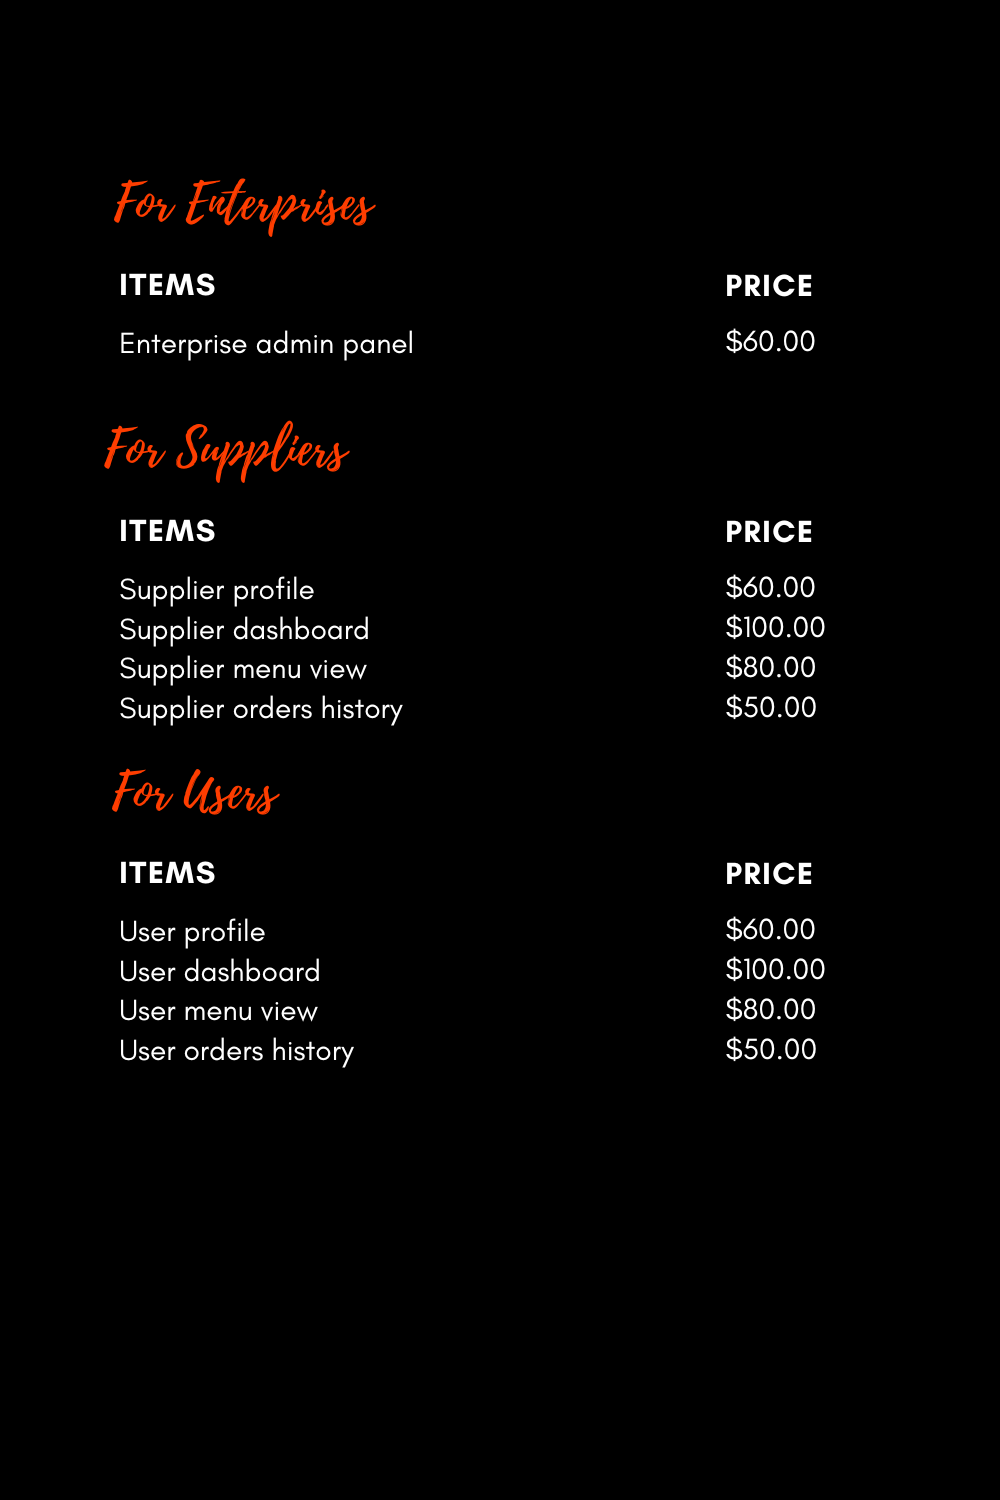 For Enterprises
ITEMS PRICE
Enterprise admin panel $60.00
For Suppliers
ITEMS PRICE
Supplier profile $60.00
Supplier dashboard $100.00
Supplier menu view $80.00
Supplier orders history $50.00
For Users
ITEMS PRICE
User profile $60.00
User dashboard $100.00
User menu view $80.00
User orders history $50.00